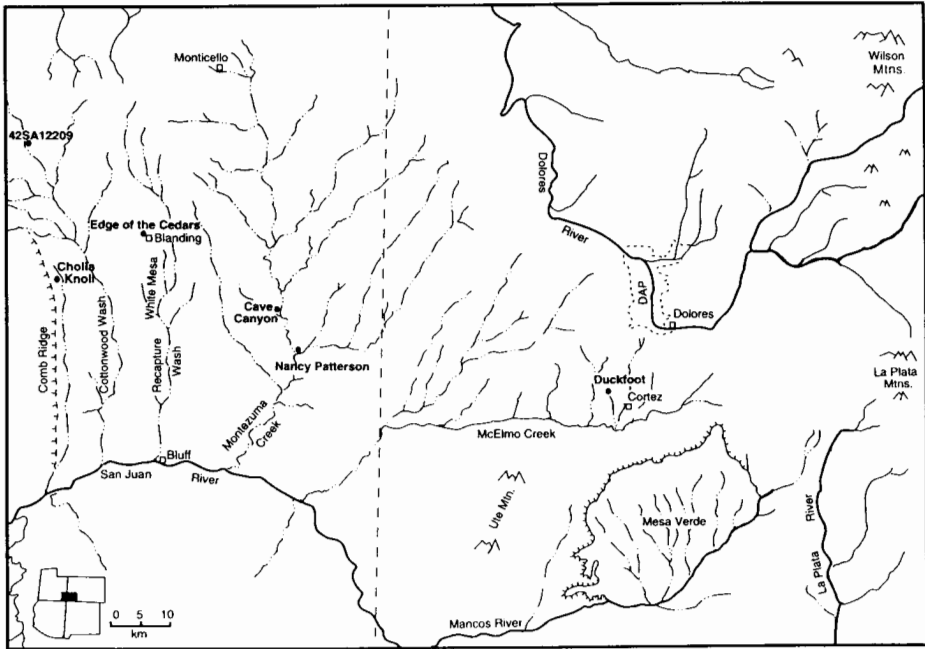 Monticello
Wilson
Mtns.
42SA12209
Dolores
River
Edge of the Cedars
Blanding
Cholla
Knoll
White Mesa
Cave
Canyon
DAP
Dolores
Comb Ridge
Cottonwood Wash
Recapture
Wash
Nancy Patterson
La Plata
Mtns.
Duckfoot
Cortez
Montezuma
Creek
McElmo Creek
Bluff
San Juan
River
Ute Mtn.
Mesa Verde
La Plata
River
Mancos River
0 5 10
km